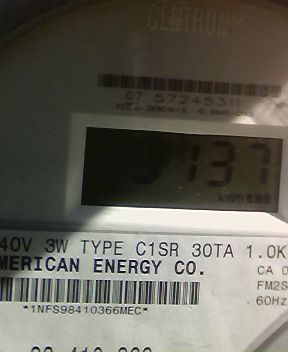 CENTRON
07 57245311
137
kWh
40V 3W TYPE C1SR 30TA 1.0K
MERICAN ENERGY CO.
CA 0
FM2S
*1NFS98410366MEC*
60Hz